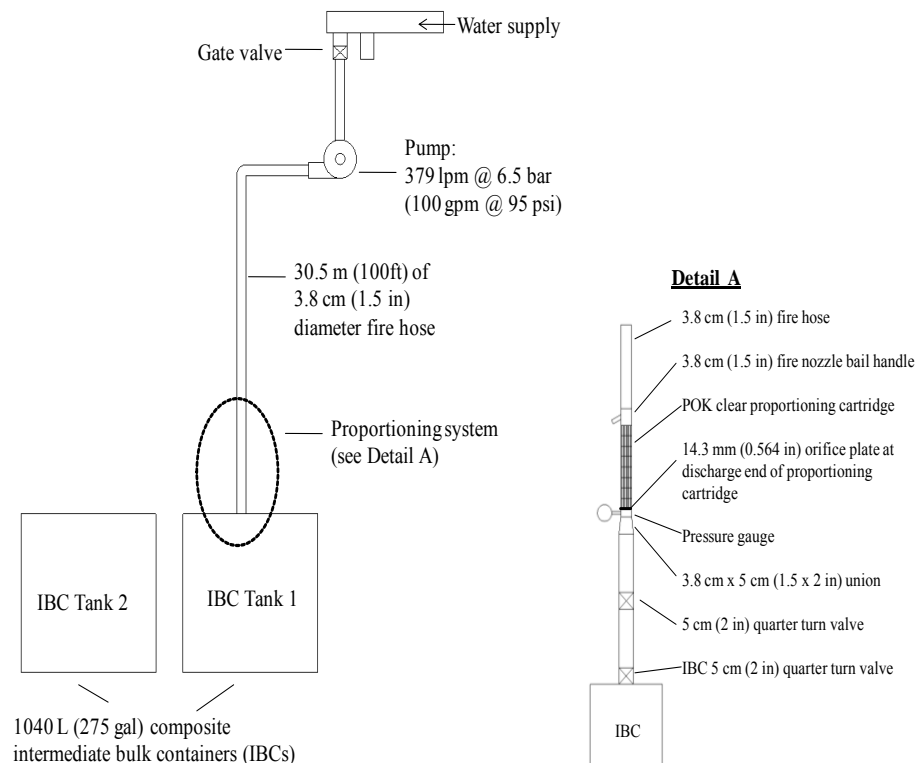 Water supply
Gate valve
Pump:
379 lpm @ 6.5 bar
(100 gpm @ 95 psi)
30.5 m (100ft) of
3.8 cm (1.5 in)
diameter fire hose
Proportioning system
(see Detail A)
IBC Tank 2
IBC Tank 1
1040 L (275 gal) composite
intermediate bulk containers (IBCs)
Detail A
3.8 cm (1.5 in) fire hose
3.8 cm (1.5 in) fire nozzle bail handle
POK clear proportioning cartridge
14.3 mm (0.564 in) orifice plate at
discharge end of proportioning
cartridge
Pressure gauge
3.8 cm x 5 cm (1.5 x 2 in) union
5 cm (2 in) quarter turn valve
IBC 5 cm (2 in) quarter turn valve
IBC